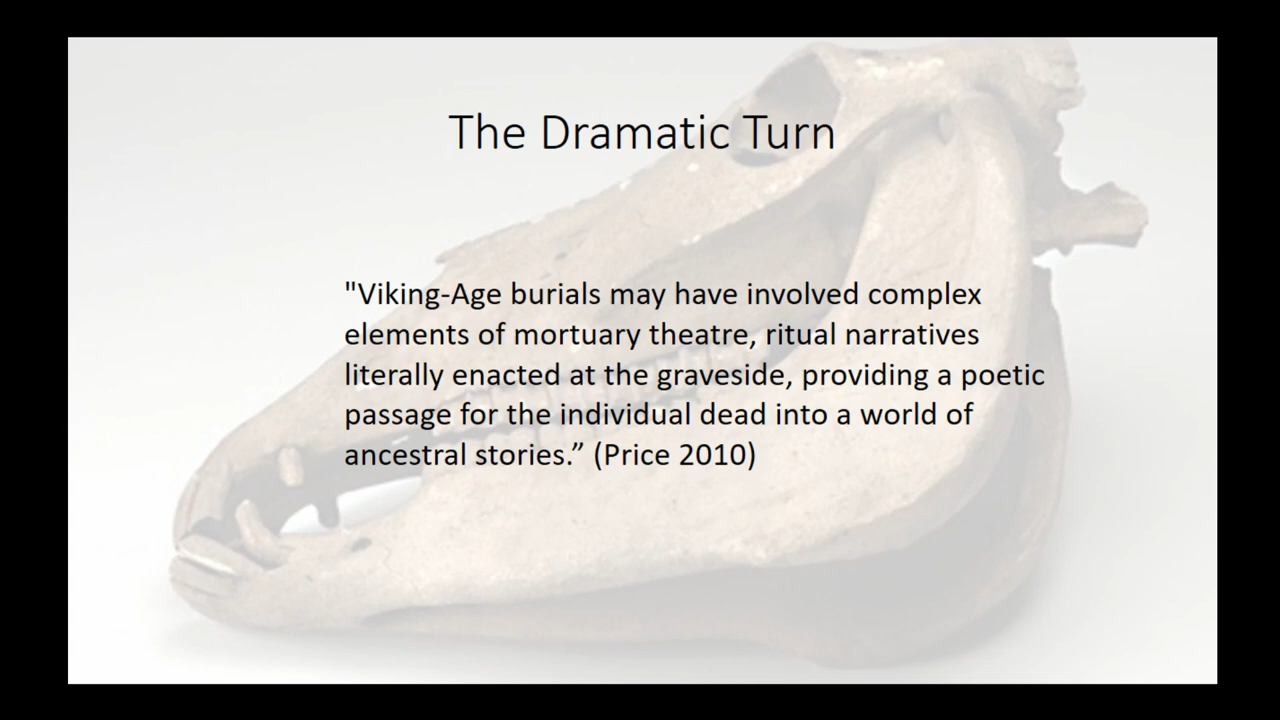 The Dramatic Turn
"Viking-Age burials may have involved complex
elements of mortuary theatre, ritual narratives
literally enacted at the graveside, providing a poetic
passage for the individual dead into a world of
ancestral stories.” (Price 2010)